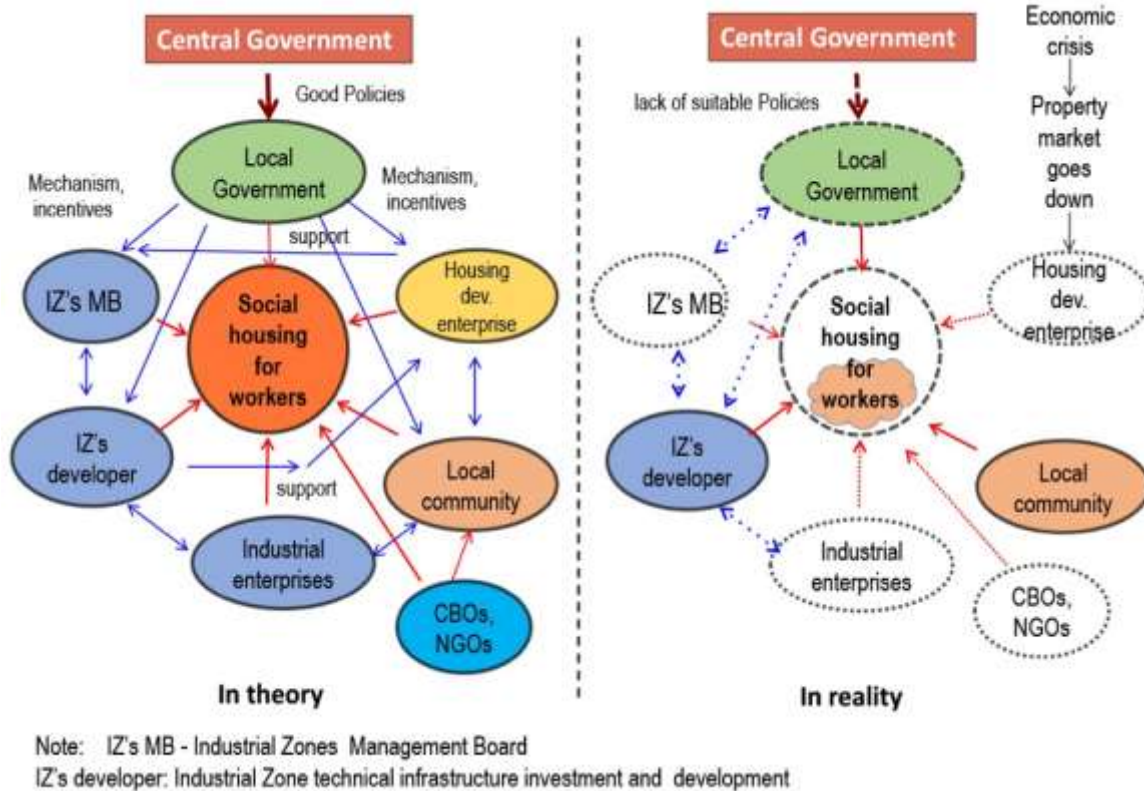 Central Government
Good Policies
Local
Government
Mechanism,
incentives
Mechanism,
incentives
support
IZ's MB
Housing
dev.
enterprise
Social
housing
for
workers
IZ's
developer
support
Local
community
Industrial
enterprises
CBOs,
NGOs
In theory
Central Government
lack of suitable Policies
Local
Government
Economic
crisis
Property
market
goes
down
Housing
dev.
enterprise
IZ's MB
Social
housing
for
workers
IZ's
developer
Local
community
Industrial
enterprises
CBOs,
NGOs
In reality
Note: IZ's MB - Industrial Zones Management Board
IZ's developer: Industrial Zone technical infrastructure investment and development